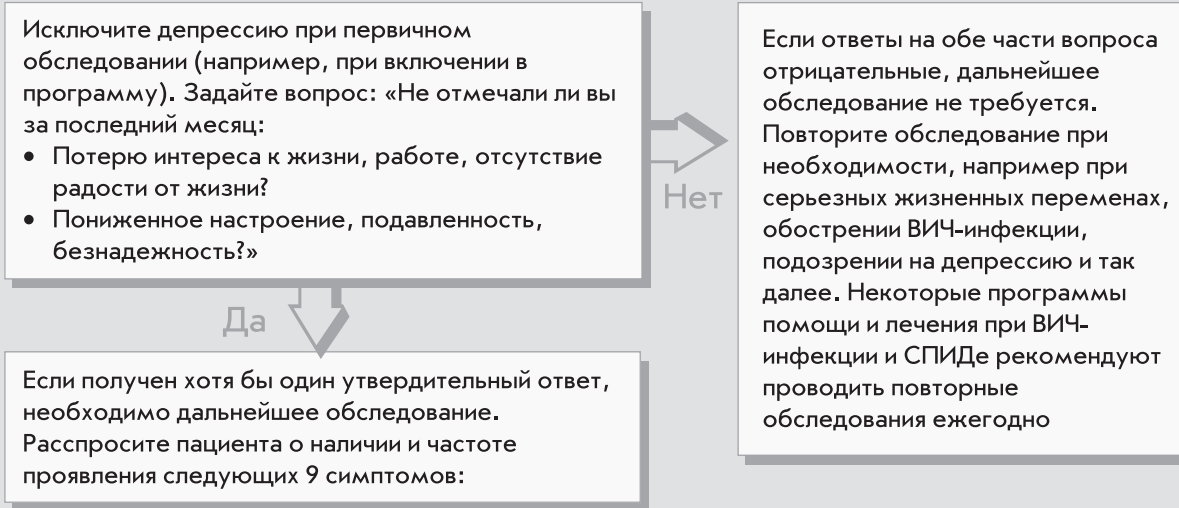 Исключите депрессию при первичном
обследовании (например, при включении в
программу). Задайте вопрос: «Не отмечали ли вы
за последний месяц:
• Потерю интереса к жизни, работе, отсутствие
радости от жизни?
• Пониженное настроение, подавленность,
безнадежность?»
Нет
Если ответы на обе части вопроса
отрицательные, дальнейшее
обследование не требуется.
Повторите обследование при
необходимости, например при
серьезных жизненных переменах,
обострении ВИЧ-инфекции,
подозрении на депрессию и так
далее. Некоторые программы
помощи и лечения при ВИЧ-
инфекции и СПИДе рекомендуют
проводить повторные
обследования ежегодно
Да
Если получен хотя бы один утвердительный ответ,
необходимо дальнейшее обследование.
Расспросите пациента о наличии и частоте
проявления следующих 9 симптомов: